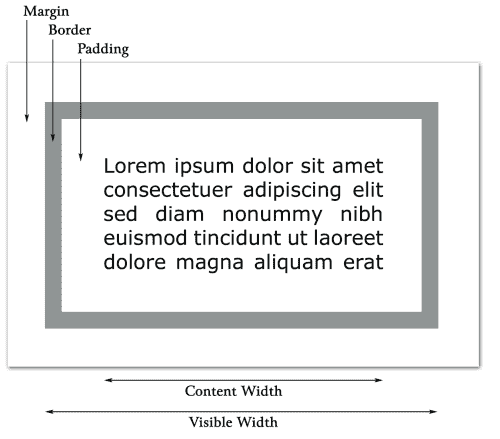 Margin
Border
Padding
Lorem ipsum dolor sit amet
consectetuer adipiscing elit
sed diam nonummy nibh
euismod tincidunt ut laoreet
dolore magna aliquam erat
Content Width
Visible Width